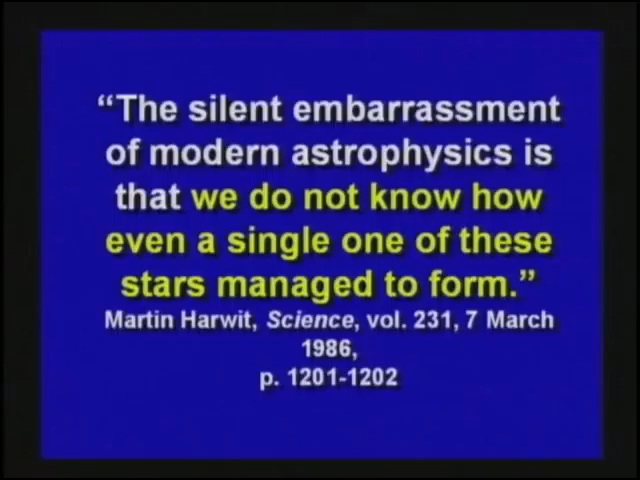 “The silent embarrassment
of modern astrophysics is
that we do not know how
even a single one of these
stars managed to form.”
Martin Harwit, Science, vol. 231, 7 March
1986,
p. 1201-1202